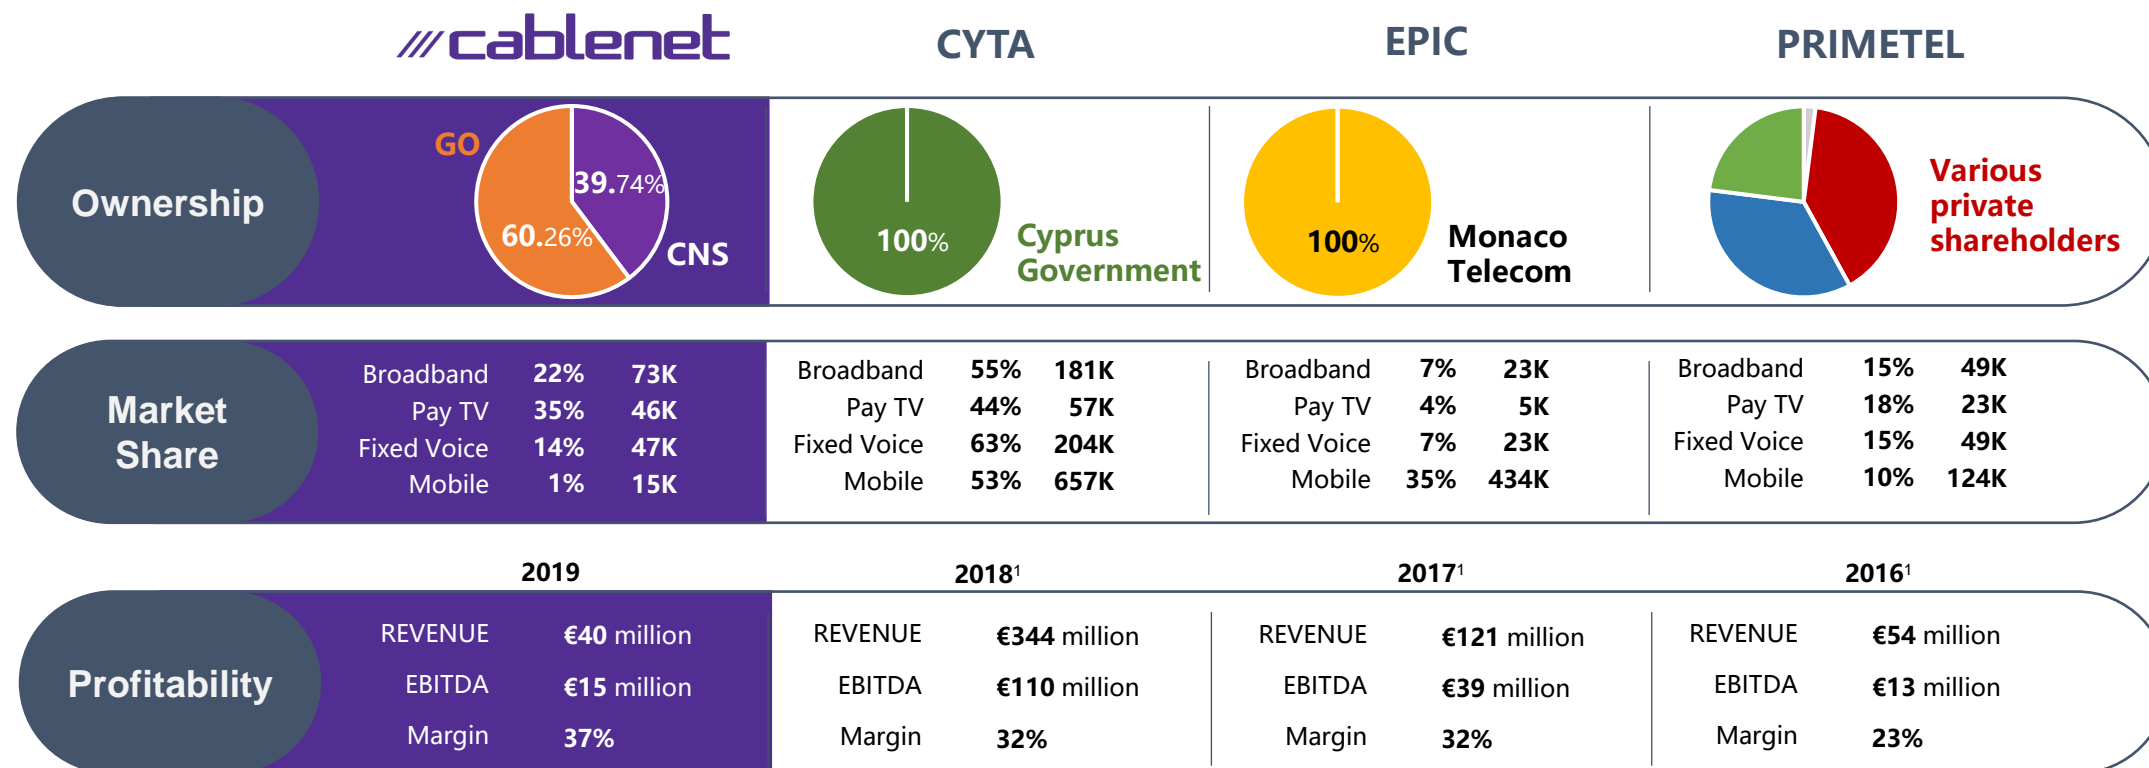 cablenet CYTA EPIC PRIMETEL
Ownership
GO
39.74%
60.26%
CNS
100%
Cyprus
Government
100%
Monaco
Telecom
Various
private
shareholders
Market
Share
Broadband 22% 73K
Pay TV 35% 46K
Fixed Voice 14% 47K
Mobile 1% 15K
Broadband 55% 181K
Pay TV 44% 57K
Fixed Voice 63% 204K
Mobile 53% 657K
Broadband 7% 23K
Pay TV 4% 5K
Fixed Voice 7% 23K
Mobile 35% 434K
Broadband 15% 49K
Pay TV 18% 23K
Fixed Voice 15% 49K
Mobile 10% 124K
2019 2018¹ 2017¹ 2016¹
Profitability
REVENUE €40 million
EBITDA €15 million
Margin 37%
REVENUE €344 million
EBITDA €110 million
Margin 32%
REVENUE €121 million
EBITDA €39 million
Margin 32%
REVENUE €54 million
EBITDA €13 million
Margin 23%